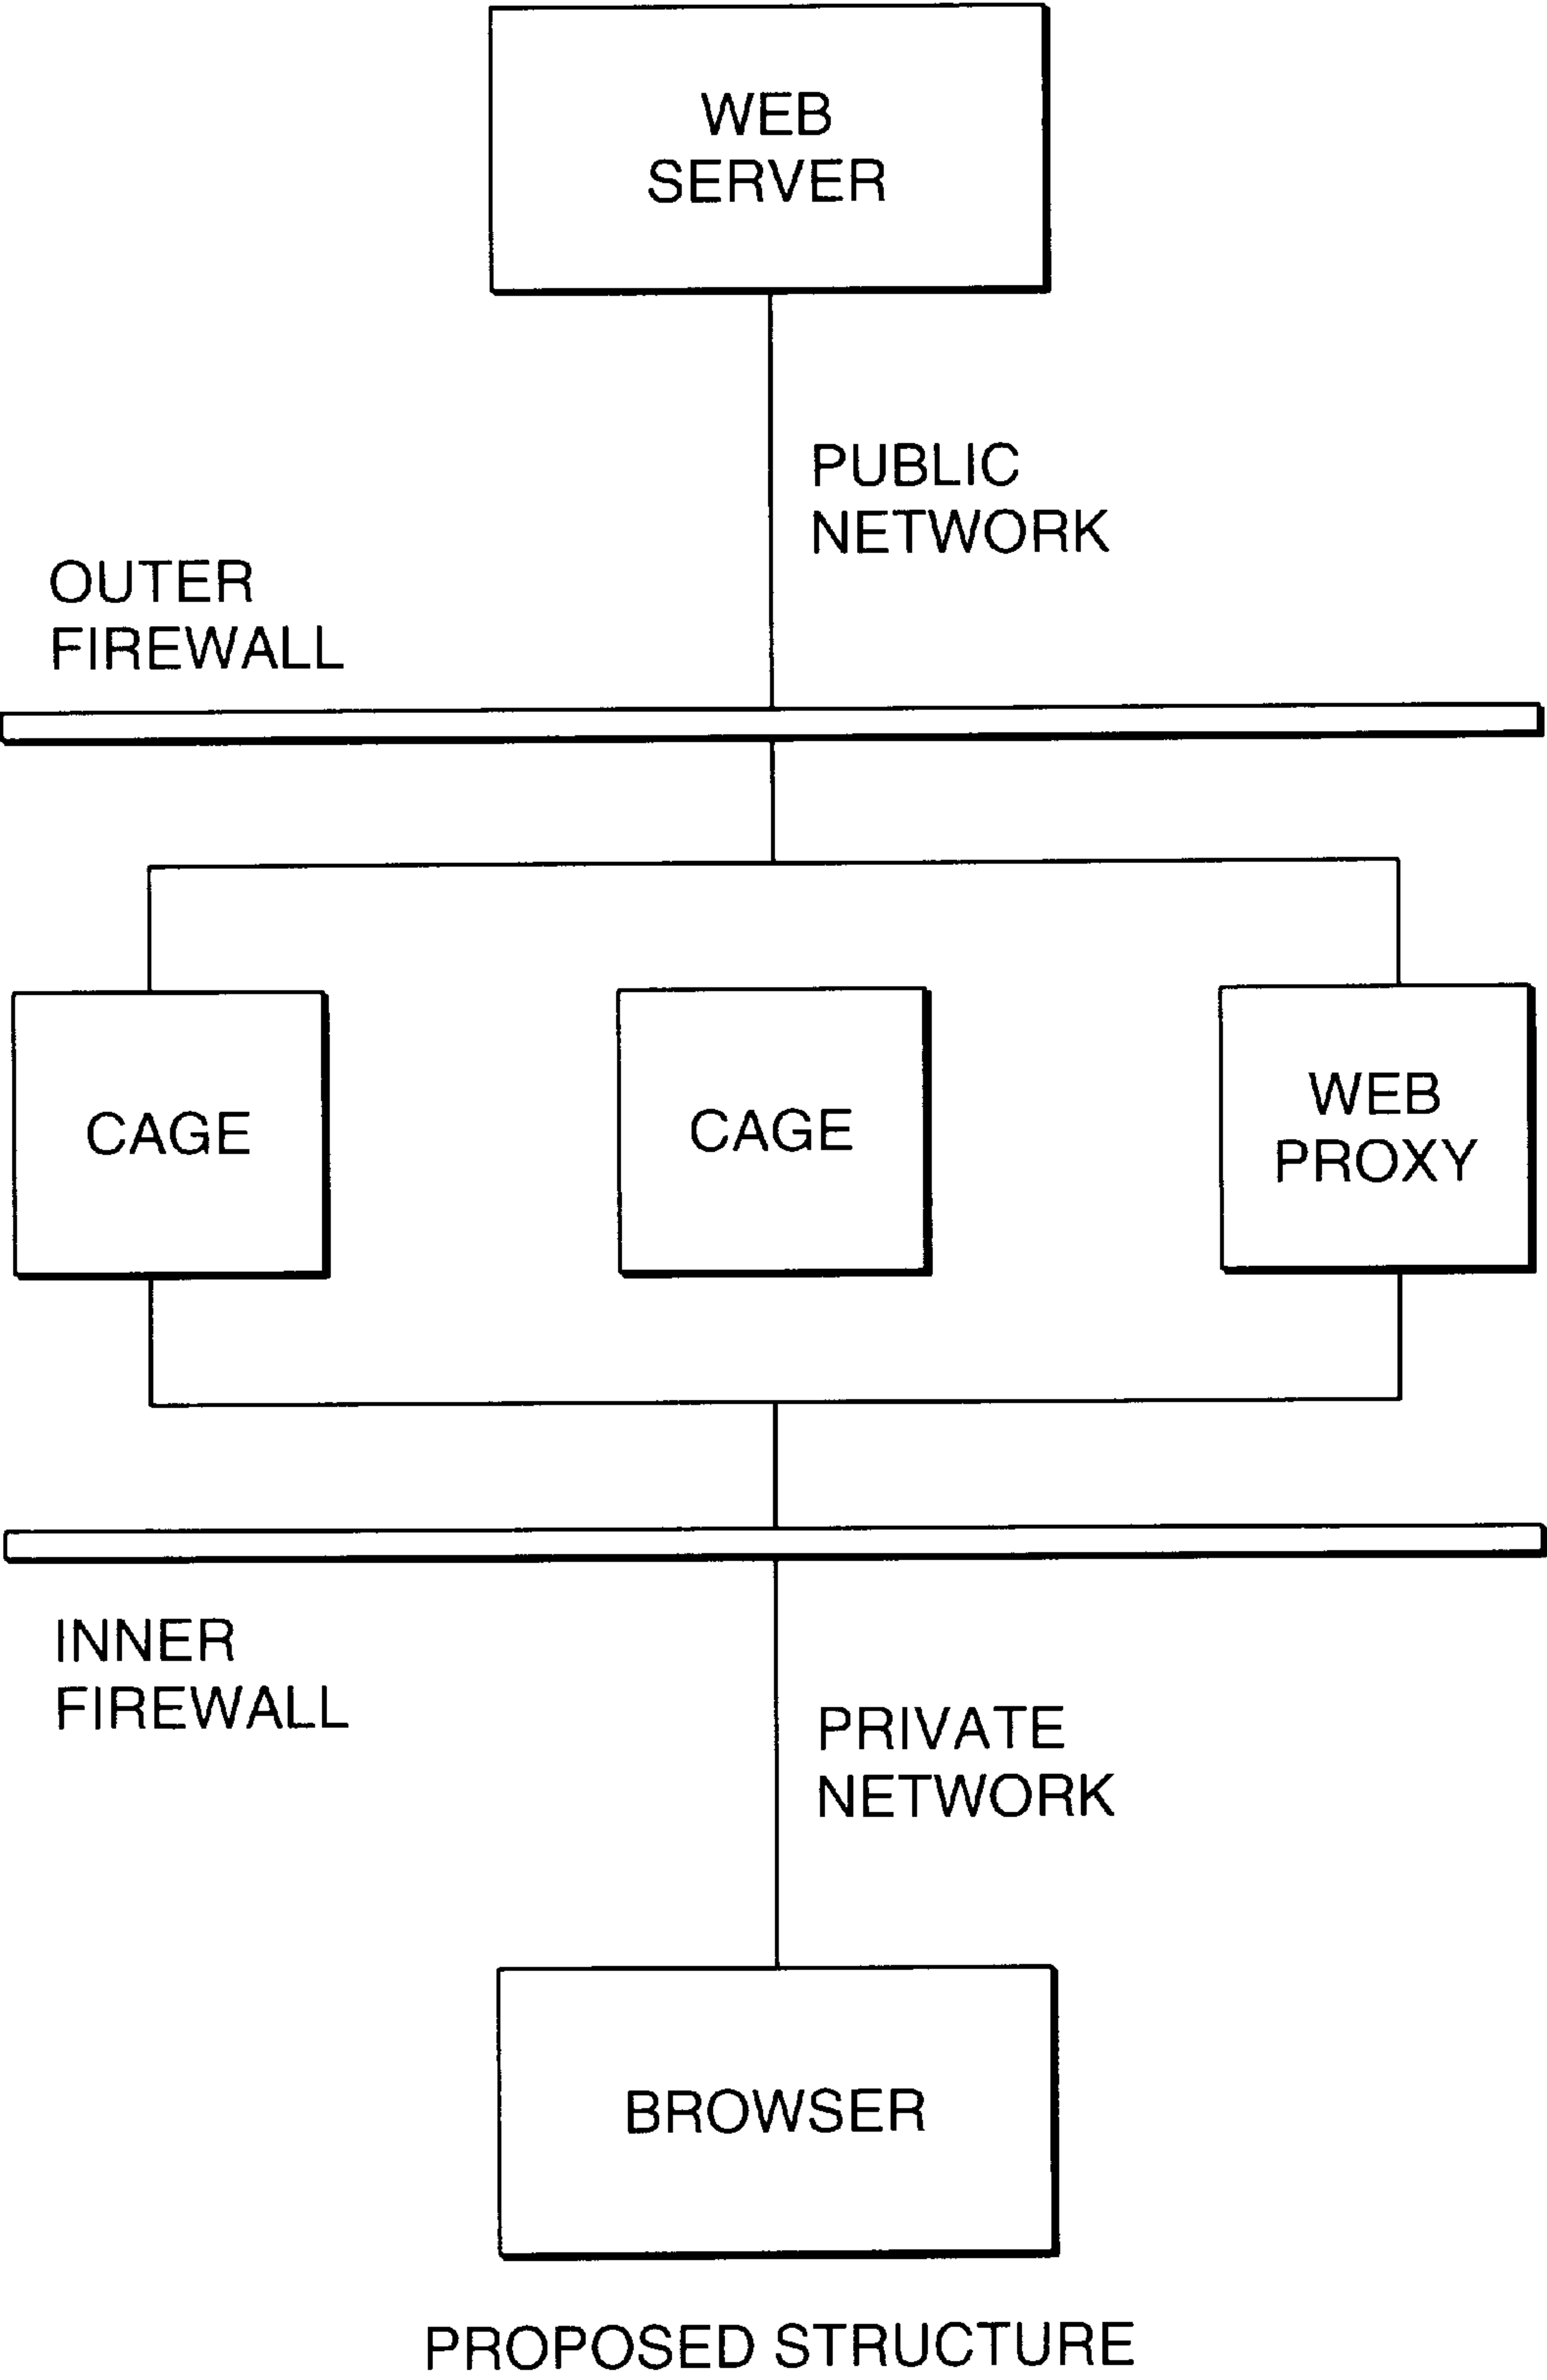 WEB
SERVER
PUBLIC
NETWORK
OUTER
FIREWALL
CAGE
CAGE
WEB
PROXY
INNER
FIREWALL
PRIVATE
NETWORK
BROWSER
PROPOSED STRUCTURE